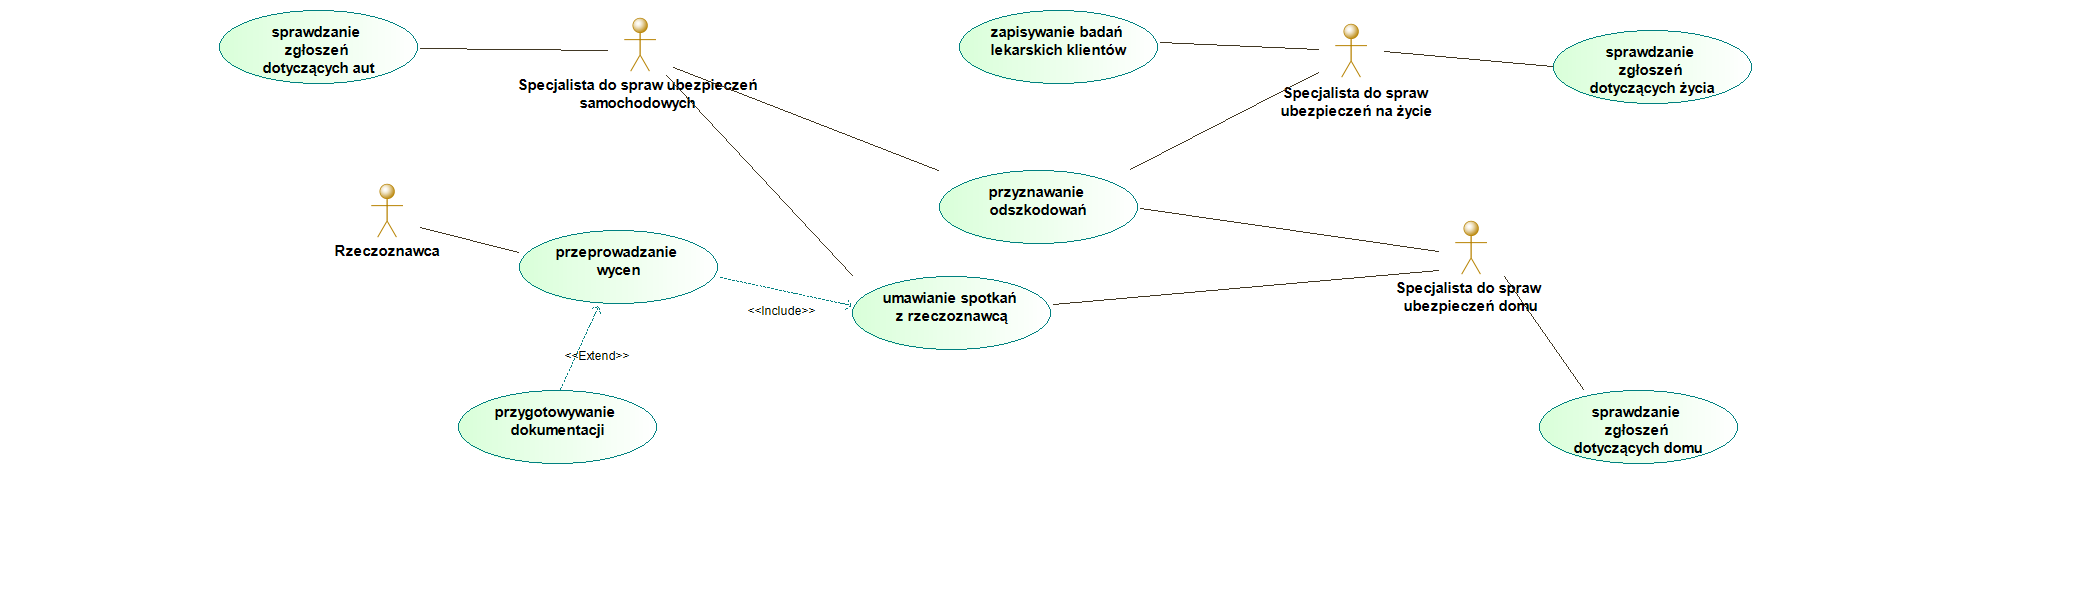 sprawdzanie
zgłoszeń
dotyczących aut
Specjalista do spraw ubezpieczeń
samochodowych
zapisywanie badań
lekarskich klientów
Specjalista do spraw
ubezpieczeń na życie
sprawdzanie
zgłoszeń
dotyczących życia
przyznawanie
odszkodowań
Rzeczoznawca
przeprowadzanie
wycen
<<Include>>
umawianie spotkań
z rzeczoznawcą
Specjalista do spraw
ubezpieczeń domu
<<Extend>>
przygotowywanie
dokumentacji
sprawdzanie
zgłoszeń
dotyczących domu